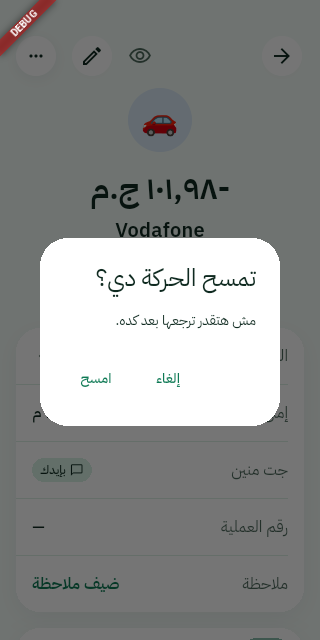 DEBUG
-١٠١,٩٨ ج.م
Vodafone
تمسح الحركة دي؟
مش هتقدر ترجعها بعد كده.
إلغاء
امسح
جت منين
بإيدك
رقم العملية
—
ملاحظة
ضيف ملاحظة